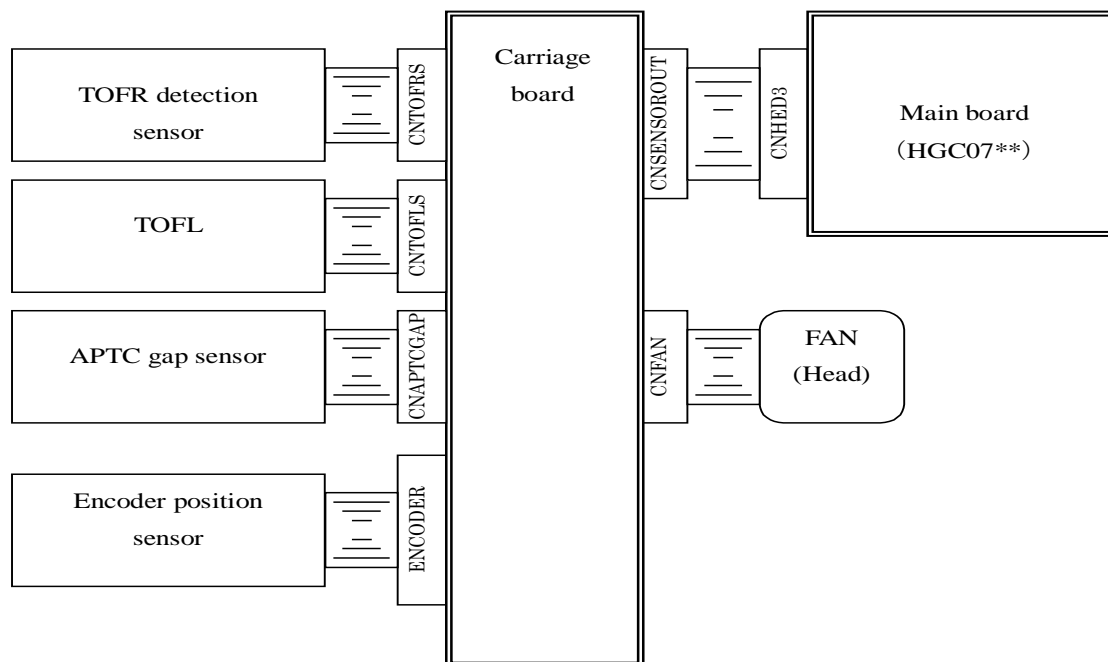 TOFR detection
sensor
CNTOFRS
TOFL
CNTOFLS
APTC gap sensor
CNAPTCGAP
Encoder position
sensor
ENCODER
Carriage
board
CNSENSOROUT
CNHED3
Main board
（HGC07**）
CNFAN
FAN
(Head)